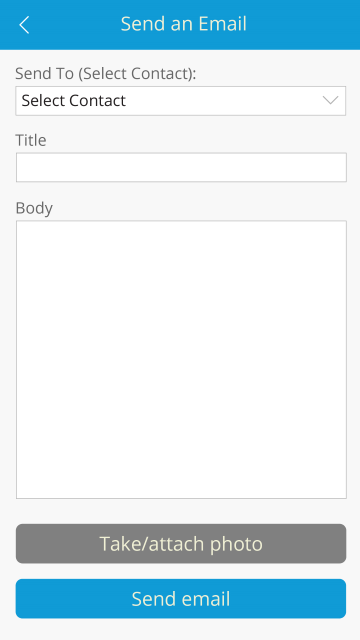 Send an Email
Send To (Select Contact):
Select Contact
Title
Body
Take/attach photo
Send email